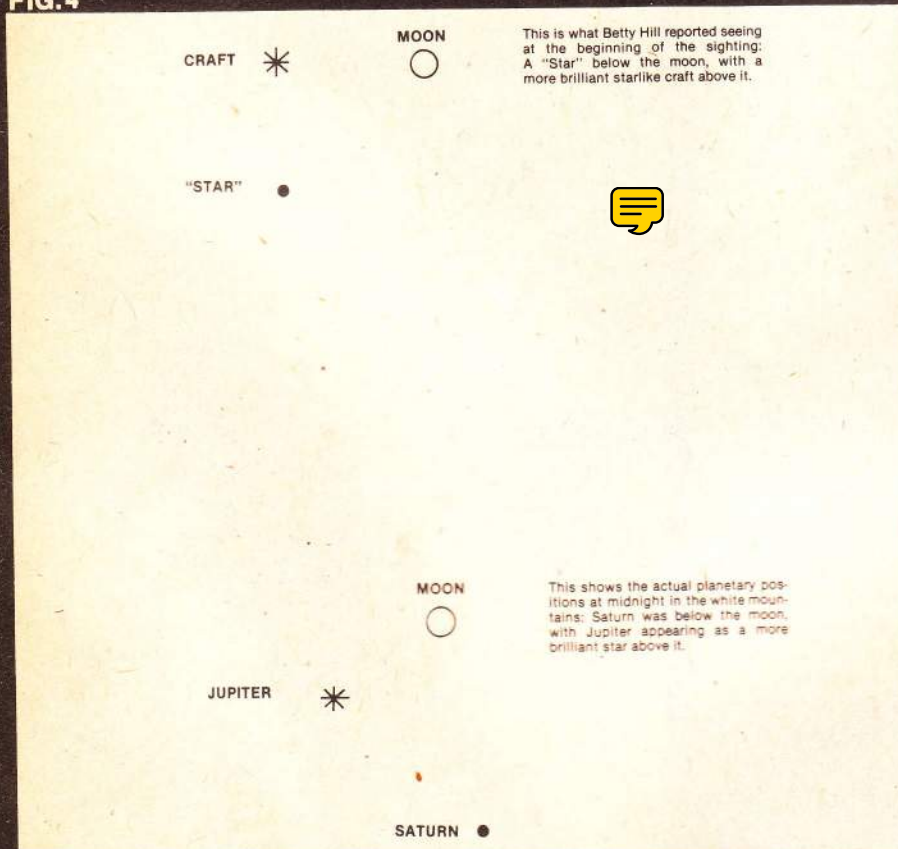 FIG.4
CRAFT
MOON
This is what Betty Hill reported seeing
at the beginning of the sighting:
A "Star" below the moon, with a
more brilliant starlike craft above it.
"STAR"
MOON
This shows the actual planetary pos-
itions at midnight in the white moun-
tains: Saturn was below the moon,
with Jupiter appearing as a more
brilliant star above it.
JUPITER
SATURN